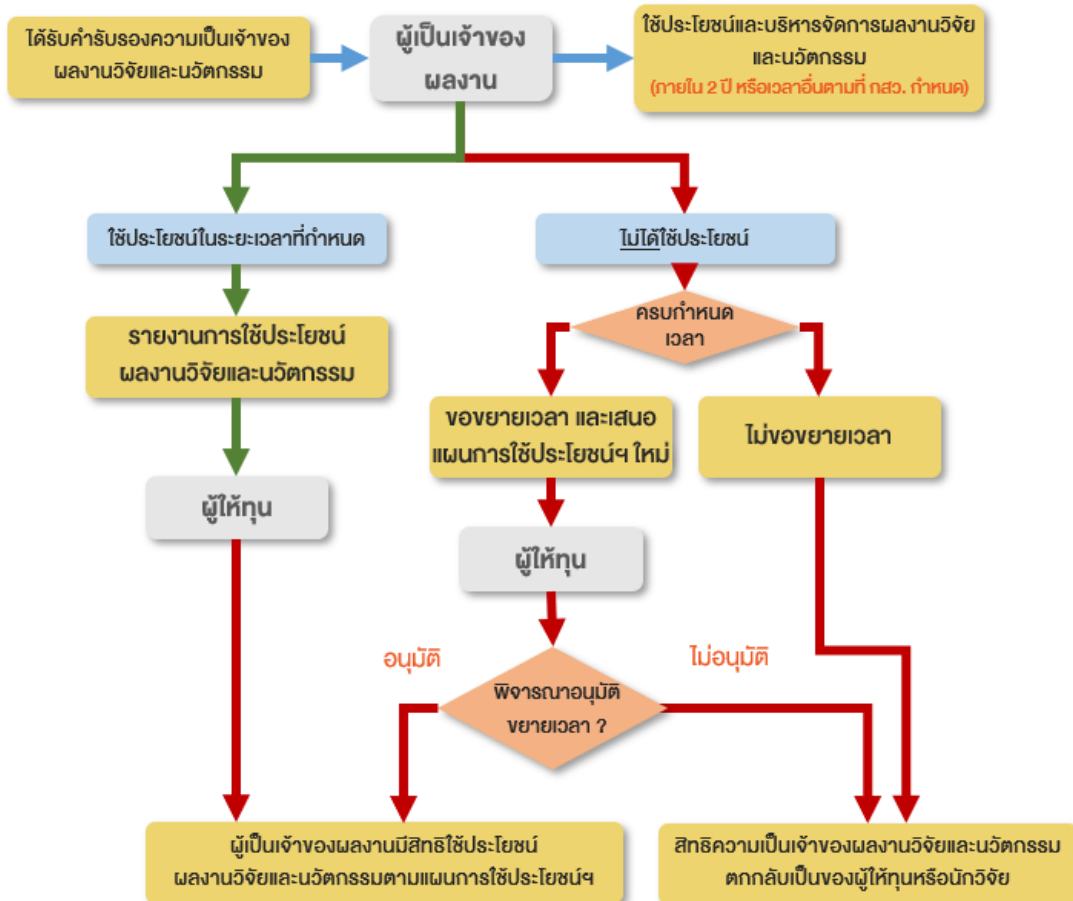 ได้รับคำรับรองความเป็นเจ้าของ
ผลงานวิจัยและนวัตกรรม
ผู้เป็นเจ้าของ
ผลงาน
ใช้ประโยชน์และบริหารจัดการผลงานวิจัย
และนวัตกรรม
(ภายใน 2 ปี หรือเวลาอื่นตามที่ กสว. กำหนด)
ใช้ประโยชน์ในระยะเวลาที่กำหนด
ไม่ได้ใช้ประโยชน์
รายงานการใช้ประโยชน์
ผลงานวิจัยและนวัตกรรม
ครบกำหนด
เวลา
ขอขยายเวลา และเสนอ
แผนการใช้ประโยชน์ฯ ใหม่
ไม่ขอขยายเวลา
ผู้ให้ทุน
ผู้ให้ทุน
อนุมัติ
ไม่อนุมัติ
พิจารณาอนุมัติ
ขยายเวลา ?
ผู้เป็นเจ้าของผลงานมีสิทธิใช้ประโยชน์
ผลงานวิจัยและนวัตกรรมตามแผนการใช้ประโยชน์ฯ
สิทธิความเป็นเจ้าของผลงานวิจัยและนวัตกรรม
ตกกลับเป็นของผู้ให้ทุนหรือนักวิจัย